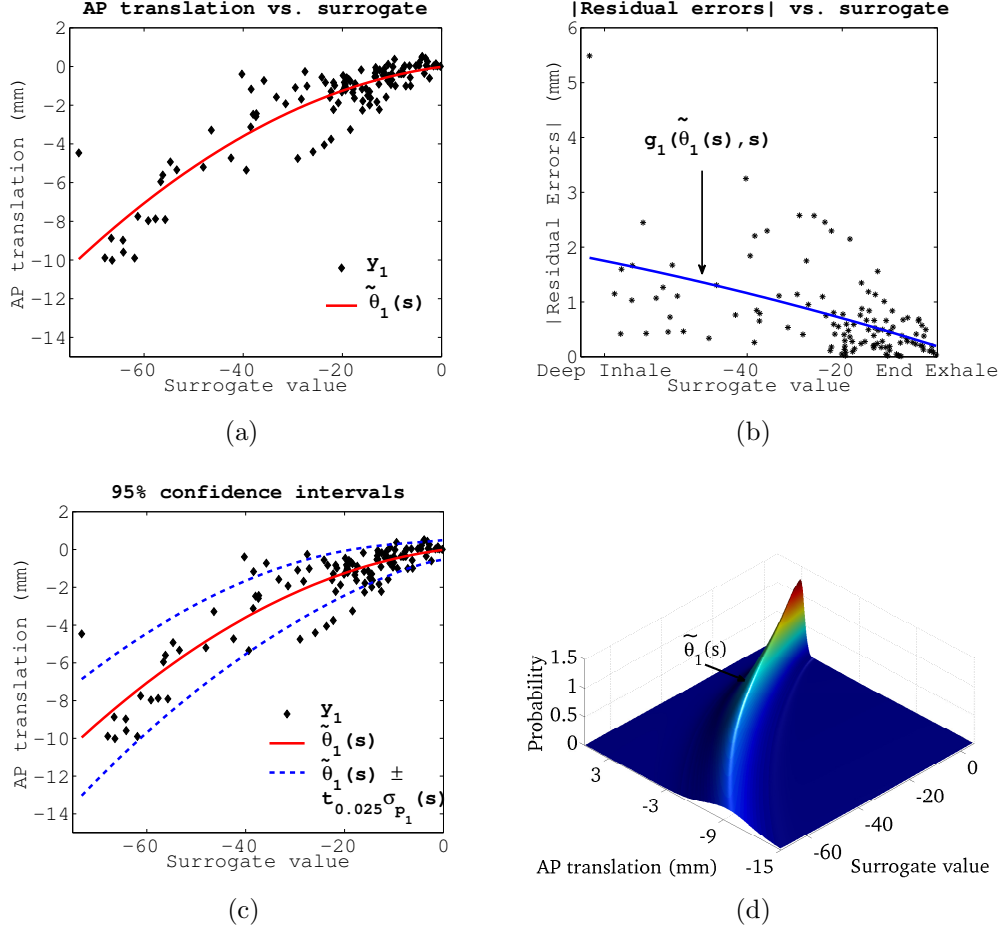 AP translation vs. surrogate
2
0
−2
−4
−6
−8
−10
−12
−14
AP translation (mm)
y1
θ̃1(s)
−60
−40
−20
0
Surrogate value
(a)
|Residual errors| vs. surrogate
6
5
4
3
2
1
0
|Residual Errors| (mm)
g1(θ̃1(s),s)
Deep Inhale
−40
−20
End Exhale
Surrogate value
(b)
95% confidence intervals
2
0
−2
−4
−6
−8
−10
−12
−14
AP translation (mm)
y1
θ̃1(s)
θ̃1(s) ±
t0.025σp1(s)
−60
−40
−20
0
Surrogate value
(c)
1.5
1
0.5
0
Probability
θ̃1(s)
3
-3
-9
-15
AP translation (mm)
0
-20
-40
-60
Surrogate value
(d)